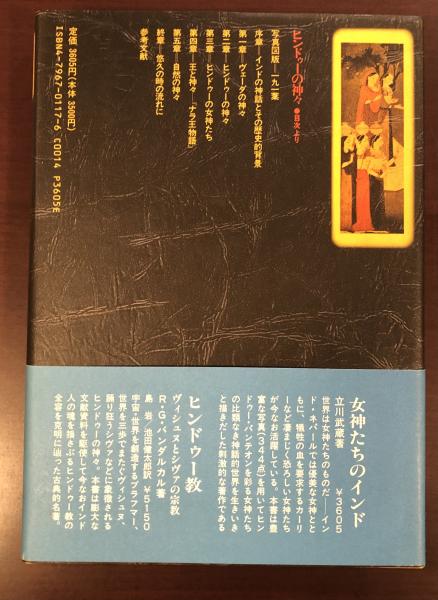 ヒンドゥーの神々 ●目次より
写真図版――一九一葉
序章――インドの神話とその歴史的背景
第一章――ヴェーダの神々
第二章――ヒンドゥーの神々
第三章――ヒンドゥーの女神たち
第四章――王と神々――『ナラ王物語』
第五章――自然の神々
終章――悠久の時の流れに
参考文献
定価 3605円(本体 3500円)
ISBN4-7967-0117-6 C0014 P3605E
女神たちのインド
立川武蔵著 ¥3605
世界は女神たちのものだ――イン
ド・ネパールでは優美な女神とと
もに、犠牲の血を要求するカーリ
ーなど凄まじく恐ろしい女神たち
が今なお活躍している。本書は豊
富な写真(344点)を用いてヒン
ドゥー・パンテオンを彩る女神たち
の比類なき神話的世界を生きいき
と描きだした刺激的な著作である
ヒンドゥー教
ヴィシュヌとシヴァの宗教
R・G・バンダルカル著
島 岩/池田健太郎訳 ¥5150
宇宙・世界を創造するブラフマー、
世界を三歩でまたぐヴィシュヌ、
踊り狂うシヴァなどに象徴される
ヒンドゥーの神々。本書は膨大な
文献資料を駆使して今なおインド
人の魂を揺さぶるヒンドゥー教の
全容を克明に辿った古典的名著。